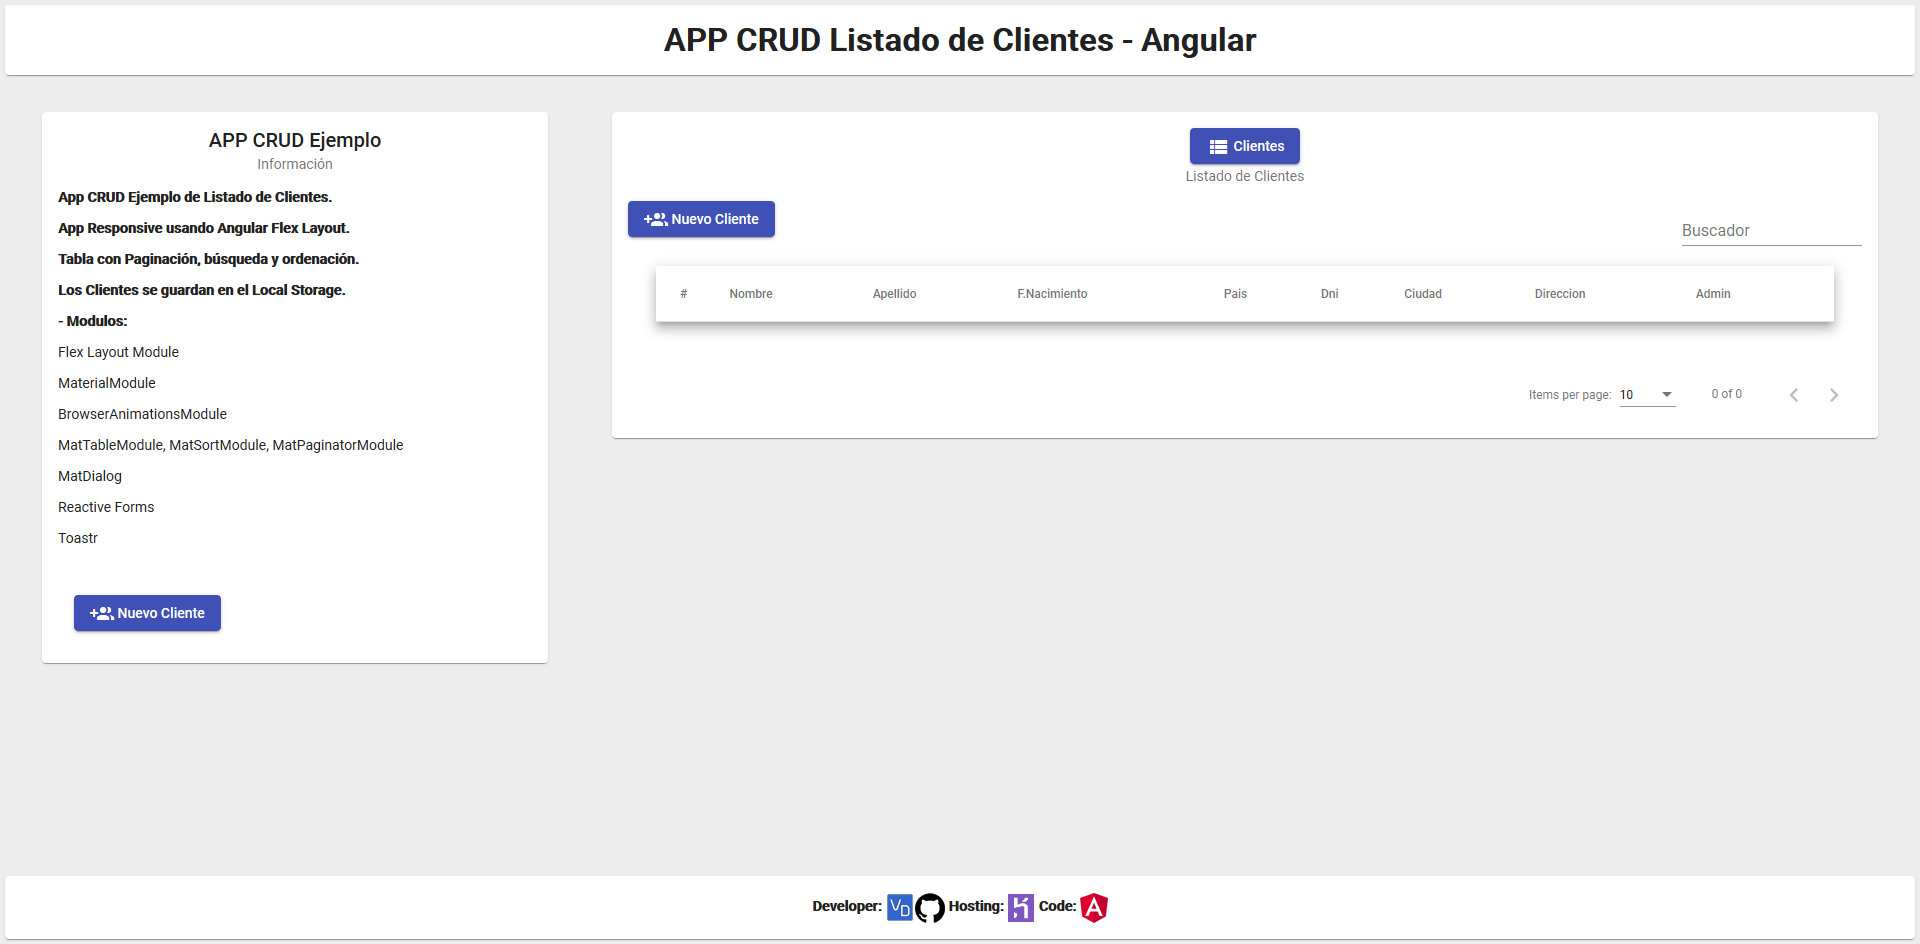 APP CRUD Listado de Clientes - Angular
APP CRUD Ejemplo
Información
App CRUD Ejemplo de Listado de Clientes.
App Responsive usando Angular Flex Layout.
Tabla con Paginación, búsqueda y ordenación.
Los Clientes se guardan en el Local Storage.
- Modulos:
Flex Layout Module
MaterialModule
BrowserAnimationsModule
MatTableModule, MatSortModule, MatPaginatorModule
MatDialog
Reactive Forms
Toastr
Nuevo Cliente
Clientes
Listado de Clientes
Nuevo Cliente
Buscador
# Nombre Apellido F.Nacimiento Pais Dni Ciudad Direccion Admin
Items per page: 10 0 of 0
Developer: VD Hosting: Code: A